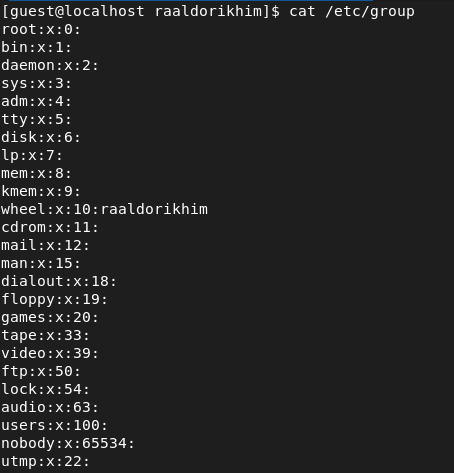 [guest@localhost raaldorikhim]$ cat /etc/group
root:x:0:
bin:x:1:
daemon:x:2:
sys:x:3:
adm:x:4:
tty:x:5:
disk:x:6:
lp:x:7:
mem:x:8:
kmem:x:9:
wheel:x:10:raaldorikhim
cdrom:x:11:
mail:x:12:
man:x:15:
dialout:x:18:
floppy:x:19:
games:x:20:
tape:x:33:
video:x:39:
ftp:x:50:
lock:x:54:
audio:x:63:
users:x:100:
nobody:x:65534:
utmp:x:22: